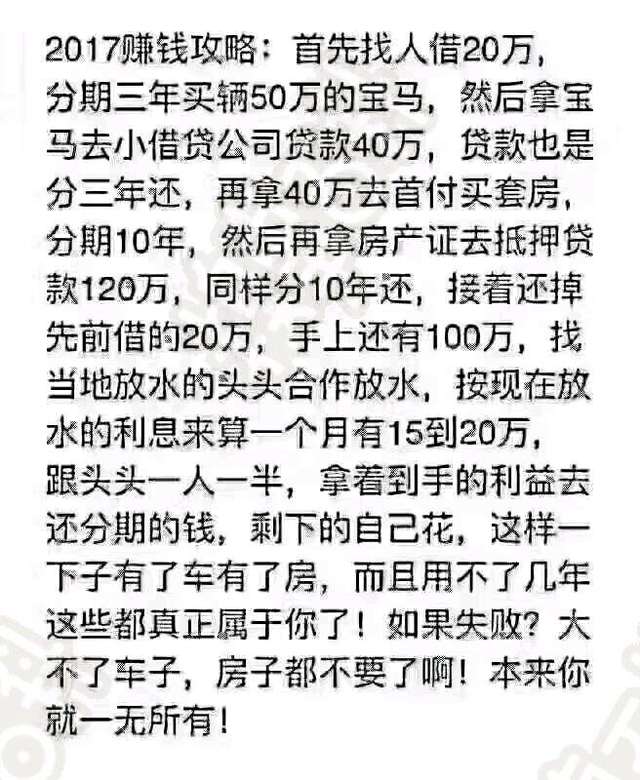 2017赚钱攻略：首先找人借20万，
分期三年买辆50万的宝马，然后拿宝
马去小借贷公司贷款40万，贷款也是
分三年还，再拿40万去首付买套房，
分期10年，然后再拿房产证去抵押贷
款120万，同样分10年还，接着还掉
先前借的20万，手上还有100万，找
当地放水的头头合作放水，按现在放
水的利息来算一个月有15到20万，
跟头头一人一半，拿着到手的利益去
还分期的钱，剩下的自己花，这样一
下子有了车有了房，而且用不了几年
这些都真正属于你了！如果失败？大
不了车子，房子都不要了啊！本来你
就一无所有！